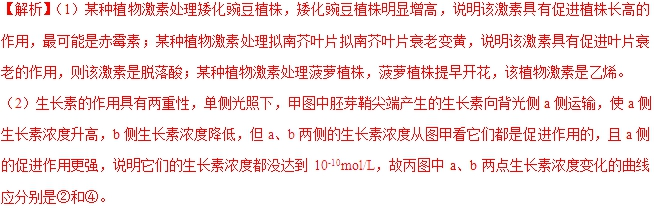 【解析】（1）某种植物激素处理矮化豌豆植株，矮化豌豆植株明显增高，说明该激素具有促进植株长高的
作用，最可能是赤霉素；某种植物激素处理拟南芥叶片拟南芥叶片衰老变黄，说明该激素具有促进叶片衰
老的作用，则该激素是脱落酸；某种植物激素处理菠萝植株，菠萝植株提早开花，该植物激素是乙烯。
（2）生长素的作用具有两重性，单侧光照下，甲图中胚芽鞘尖端产生的生长素向背光侧 a 侧运输，使 a 侧
生长素浓度升高，b 侧生长素浓度降低，但 a、b 两侧的生长素浓度从图甲看它们都是促进作用的，且 a 侧
的促进作用更强，说明它们的生长素浓度都没达到 10⁻¹⁰mol/L，故丙图中 a、b 两点生长素浓度变化的曲线
应分别是②和④。